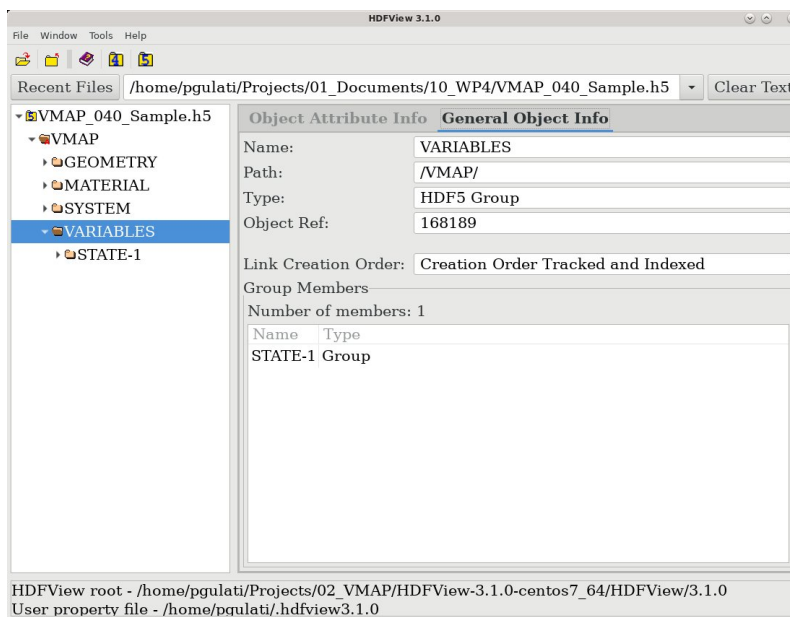 HDFView 3.1.0
File Window Tools Help
4 5
Recent Files /home/pgulati/Projects/01_Documents/10_WP4/VMAP_040_Sample.h5 Clear Text
5 VMAP_040_Sample.h5
VMAP
GEOMETRY
MATERIAL
SYSTEM
VARIABLES
STATE-1
Object Attribute Info General Object Info
Name: VARIABLES
Path: /VMAP/
Type: HDF5 Group
Object Ref: 168189
Link Creation Order: Creation Order Tracked and Indexed
Group Members
Number of members: 1
Name Type
STATE-1 Group
HDFView root - /home/pgulati/Projects/02_VMAP/HDFView-3.1.0-centos7_64/HDFView/3.1.0
User property file - /home/pgulati/.hdfview3.1.0